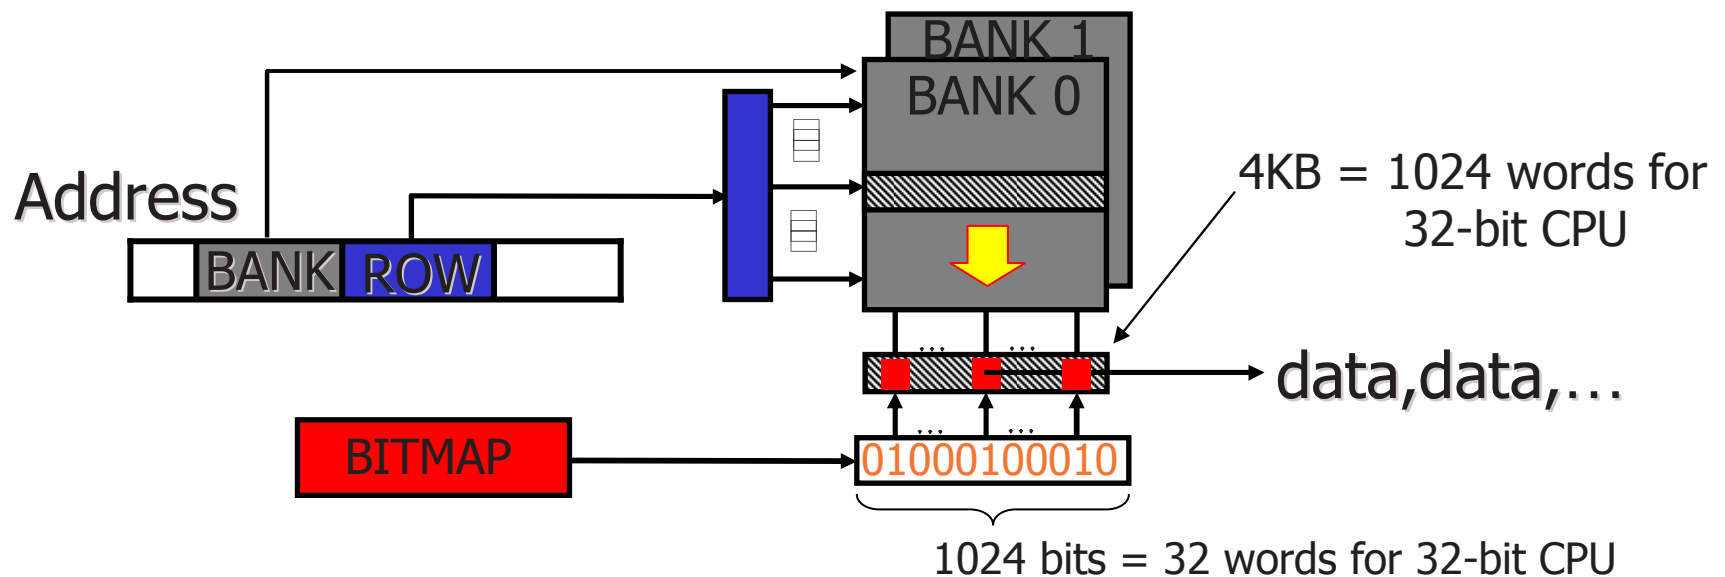 BANK 1
BANK 0
Address
BANK ROW
4KB = 1024 words for
32-bit CPU
... ...
data,data,...
... ...
BITMAP
01000100010
1024 bits = 32 words for 32-bit CPU